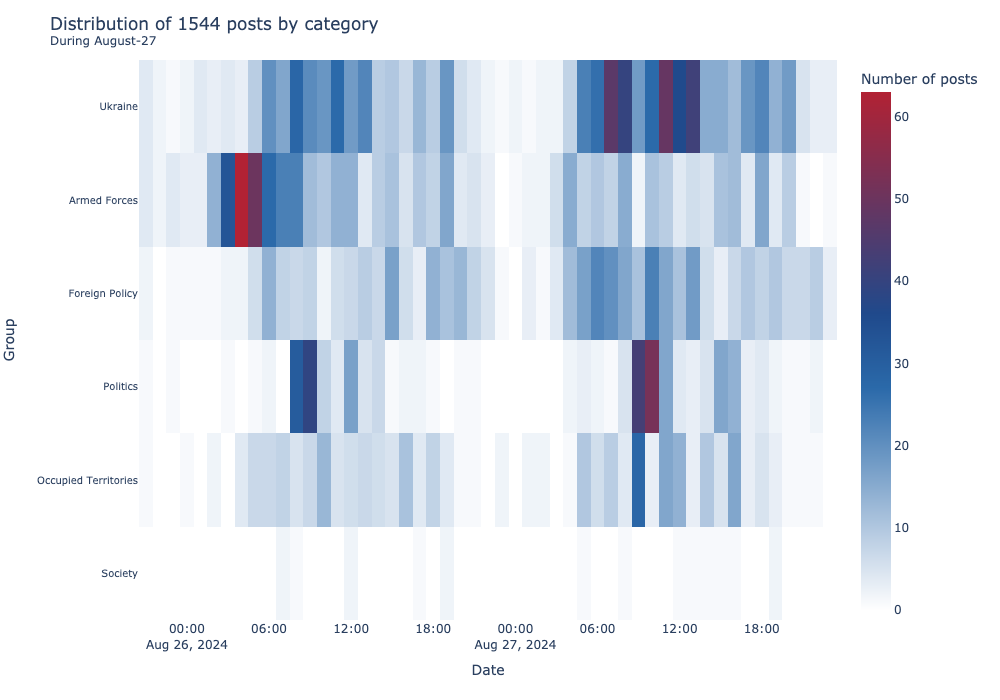 Distribution of 1544 posts by category
During August-27
Number of posts
Group
Ukraine
Armed Forces
Foreign Policy
Politics
Occupied Territories
Society
60
50
40
30
20
10
0
00:00 06:00 12:00 18:00 00:00 06:00 12:00 18:00
Aug 26, 2024 Aug 27, 2024
Date